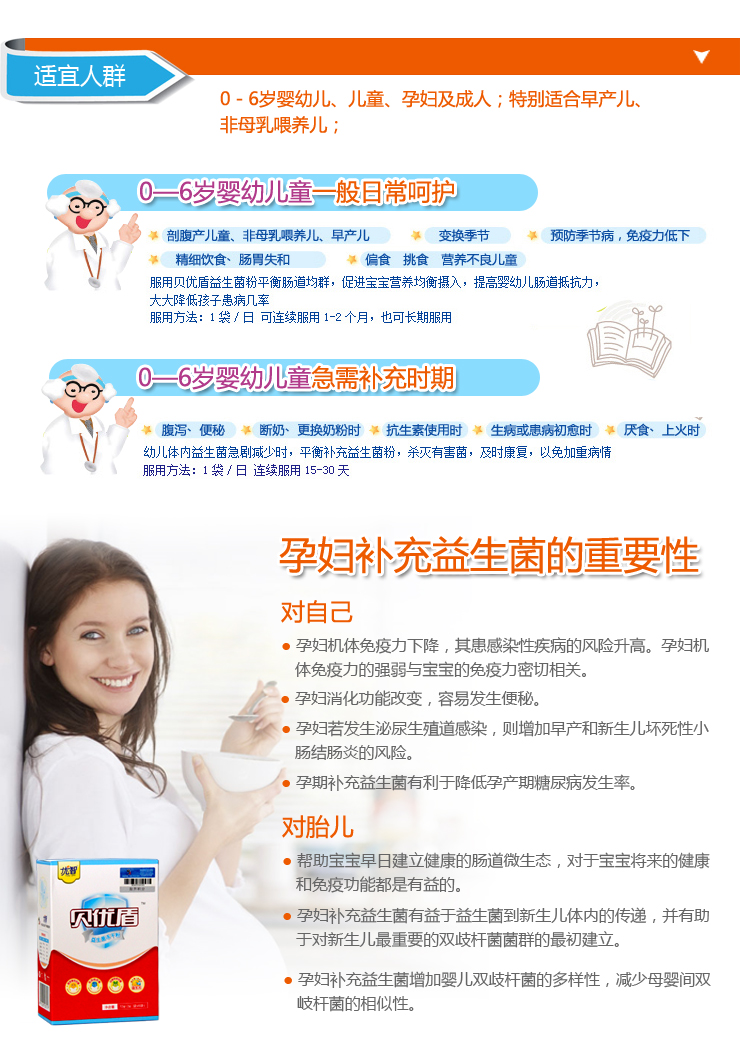 适宜人群
0 - 6岁婴幼儿、儿童、孕妇及成人；特别适合早产儿、
非母乳喂养儿；
0—6岁婴幼儿童一般日常呵护
剖腹产儿童、非母乳喂养儿、早产儿 变换季节 预防季节病，免疫力低下
精细饮食、肠胃失和 偏食 挑食 营养不良儿童
服用贝优盾益生菌粉平衡肠道均群，促进宝宝营养均衡摄入，提高婴幼儿肠道抵抗力，
大大降低孩子患病几率
服用方法：1 袋 / 日 可连续服用 1-2 个月，也可长期服用
0—6岁婴幼儿童急需补充时期
腹泻、便秘 断奶、更换奶粉时 抗生素使用时 生病或患病初愈时 厌食、上火时
幼儿体内益生菌急剧减少时，平衡补充益生菌粉，杀灭有害菌，及时康复，以免加重病情
服用方法：1 袋 / 日 连续服用 15-30 天
孕妇补充益生菌的重要性
对自己
孕妇机体免疫力下降，其患感染性疾病的风险升高。孕妇机
体免疫力的强弱与宝宝的免疫力密切相关。
孕妇消化功能改变，容易发生便秘。
孕妇若发生泌尿生殖道感染，则增加早产和新生儿坏死性小
肠结肠炎的风险。
孕期补充益生菌有利于降低孕产期糖尿病发生率。
对胎儿
帮助宝宝早日建立健康的肠道微生态，对于宝宝将来的健康
和免疫功能都是有益的。
孕妇补充益生菌有益于益生菌到新生儿体内的传递，并有助
于对新生儿最重要的双歧杆菌菌群的最初建立。
孕妇补充益生菌增加婴儿双歧杆菌的多样性，减少母婴间双
岐杆菌的相似性。
优智
贝优盾